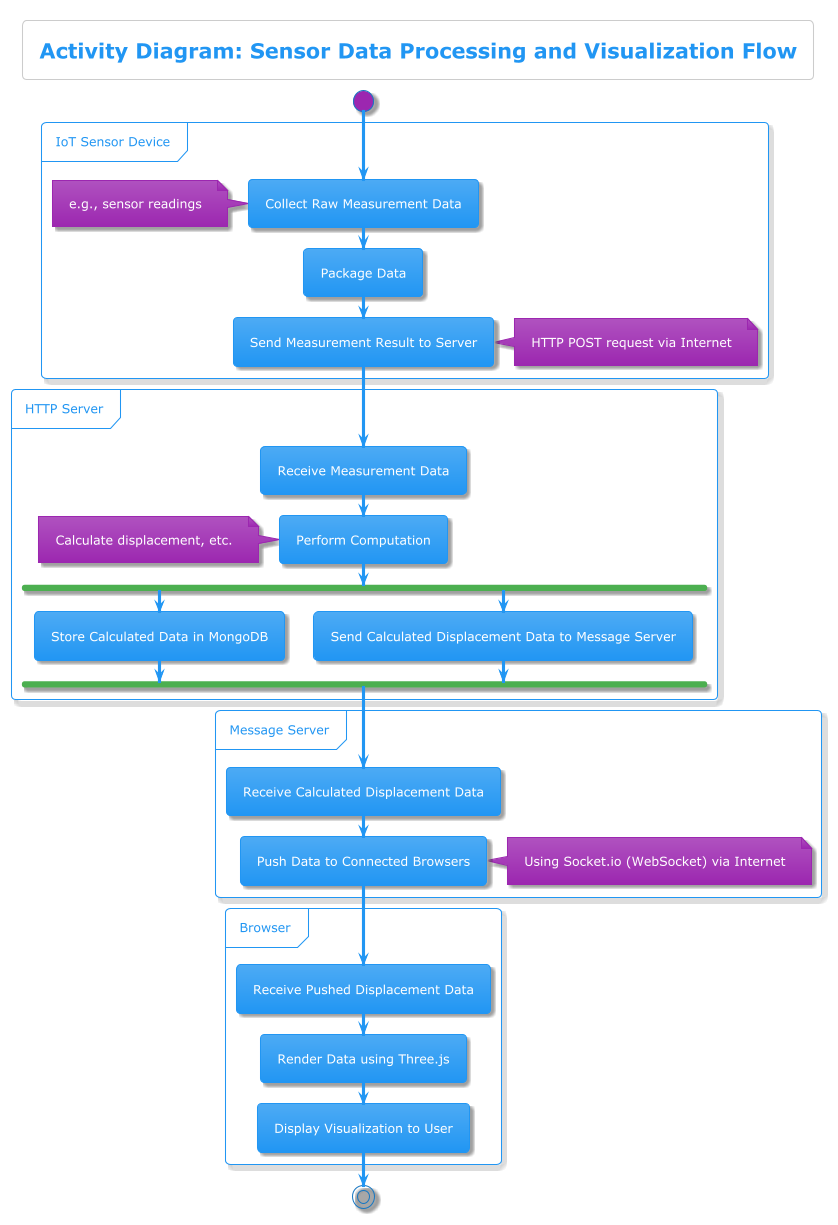 Activity Diagram: Sensor Data Processing and Visualization Flow
IoT Sensor Device
e.g., sensor readings
Collect Raw Measurement Data
Package Data
Send Measurement Result to Server
HTTP POST request via Internet
HTTP Server
Receive Measurement Data
Calculate displacement, etc.
Perform Computation
Store Calculated Data in MongoDB
Send Calculated Displacement Data to Message Server
Message Server
Receive Calculated Displacement Data
Push Data to Connected Browsers
Using Socket.io (WebSocket) via Internet
Browser
Receive Pushed Displacement Data
Render Data using Three.js
Display Visualization to User